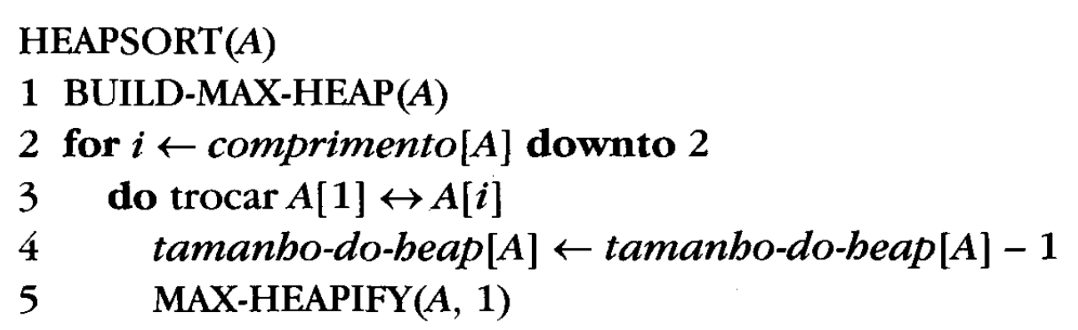 HEAPSORT(A)
1 BUILD-MAX-HEAP(A)
2 for i ← comprimento[A] downto 2
3 do trocar A[1] ↔ A[i]
4 tamanho-do-heap[A] ← tamanho-do-heap[A] – 1
5 MAX-HEAPIFY(A, 1)